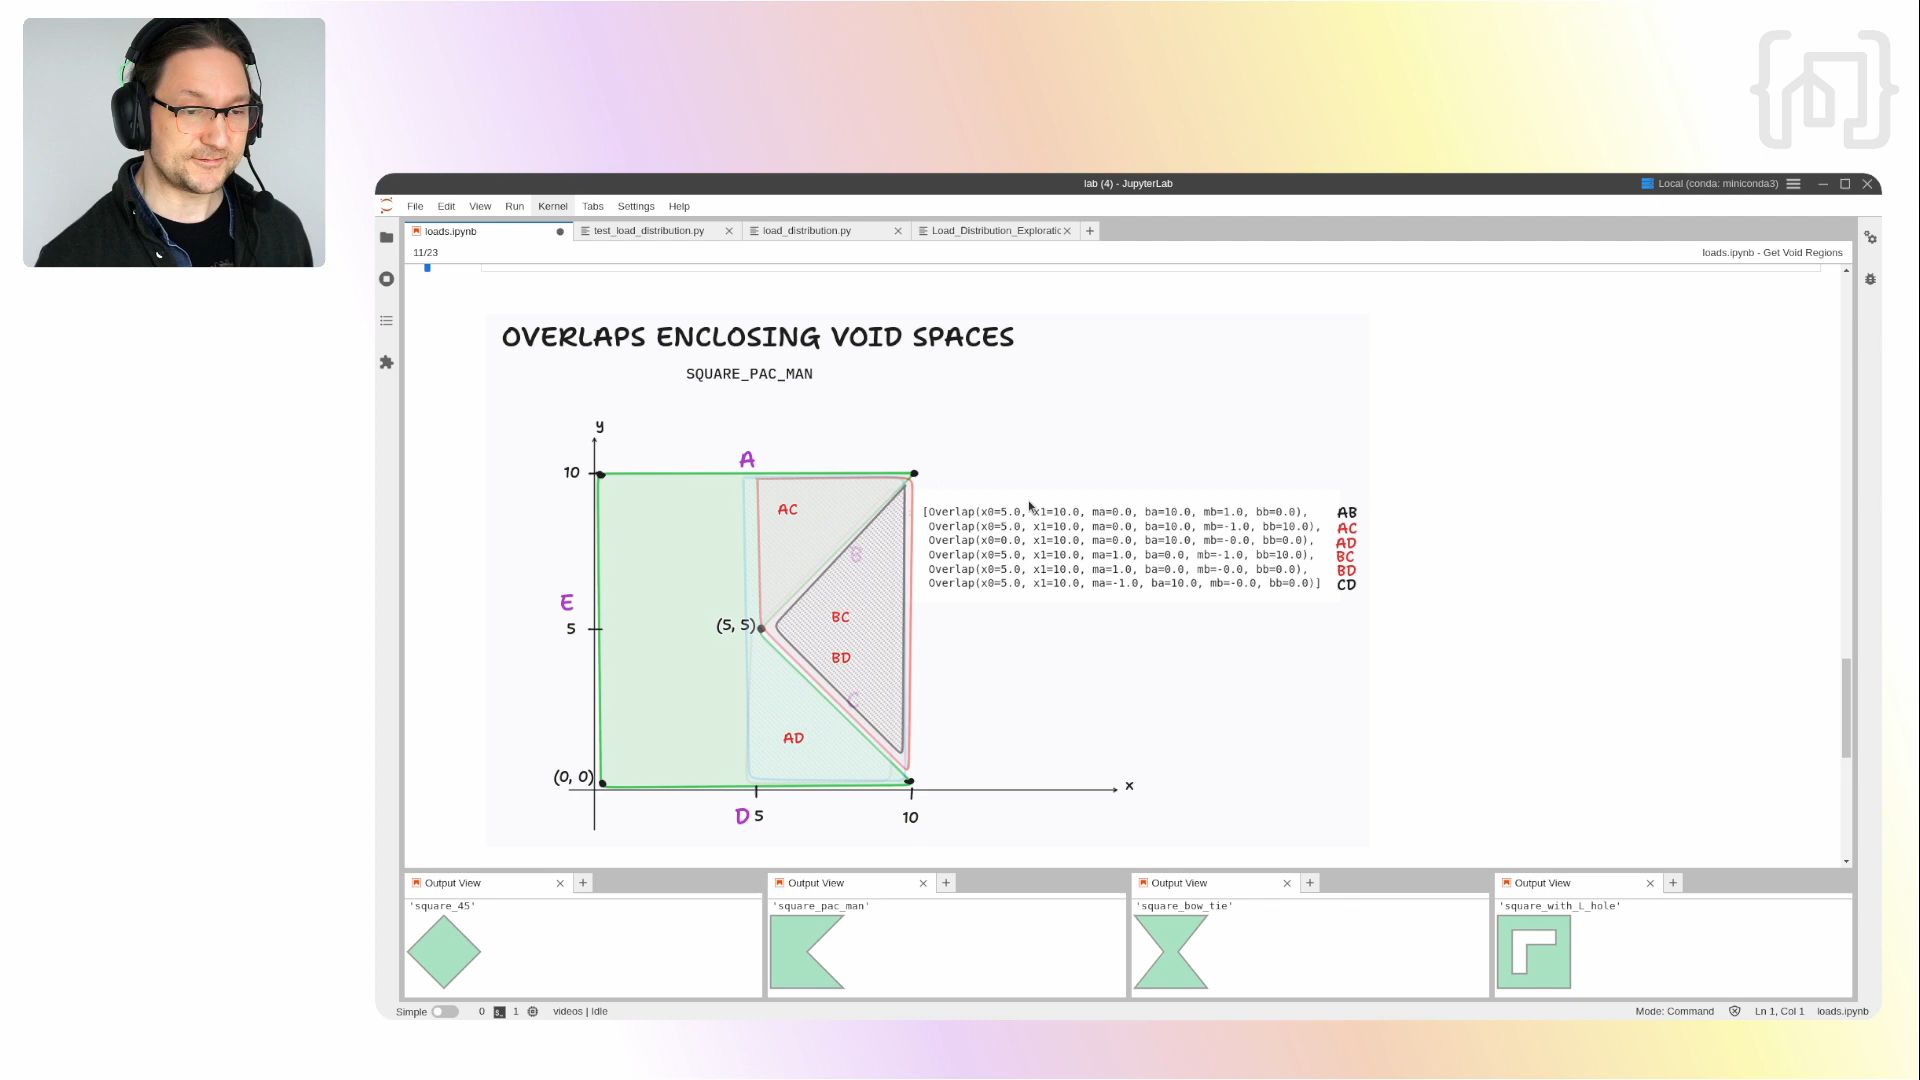 lab (4) - JupyterLab
Local (conda: miniconda3)
File Edit View Run Kernel Tabs Settings Help
loads.ipynb
test_load_distribution.py
load_distribution.py
Load_Distribution_Exploratic
11/23
loads.ipynb - Get Void Regions
OVERLAPS ENCLOSING VOID SPACES
SQUARE_PAC_MAN
y
10
A
AC
B
[Overlap(x0=5.0, x1=10.0, ma=0.0, ba=10.0, mb=1.0, bb=0.0), AB
Overlap(x0=5.0, x1=10.0, ma=0.0, ba=10.0, mb=-1.0, bb=10.0), AC
Overlap(x0=0.0, x1=10.0, ma=0.0, ba=10.0, mb=-0.0, bb=0.0), AD
Overlap(x0=5.0, x1=10.0, ma=1.0, ba=0.0, mb=-1.0, bb=10.0), BC
Overlap(x0=5.0, x1=10.0, ma=1.0, ba=0.0, mb=-0.0, bb=0.0), BD
Overlap(x0=5.0, x1=10.0, ma=-1.0, ba=10.0, mb=-0.0, bb=0.0)] CD
E
5
(5, 5)
BC
BD
C
AD
(0, 0)
x
D 5
10
Output View
Output View
Output View
Output View
'square_45'
'square_pac_man'
'square_bow_tie'
'square_with_L_hole'
Simple
0
1
videos | Idle
Mode: Command
Ln 1, Col 1
loads.ipynb